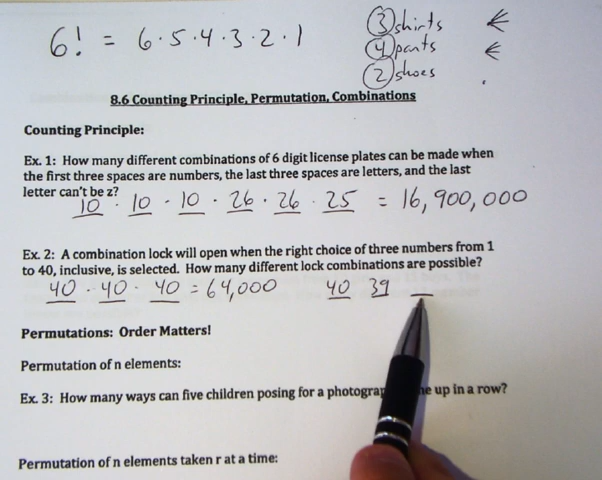 6! = 6 · 5 · 4 · 3 · 2 · 1
3 shirts
4 pants
2 shoes
8.6 Counting Principle, Permutation, Combinations
Counting Principle:
Ex. 1: How many different combinations of 6 digit license plates can be made when
the first three spaces are numbers, the last three spaces are letters, and the last
letter can't be z?
10 · 10 · 10 · 26 · 26 · 25 = 16,900,000
Ex. 2: A combination lock will open when the right choice of three numbers from 1
to 40, inclusive, is selected. How many different lock combinations are possible?
40 · 40 · 40 = 64,000 40 39
Permutations: Order Matters!
Permutation of n elements:
Ex. 3: How many ways can five children posing for a up in a row?
Permutation of n elements taken r at a time: